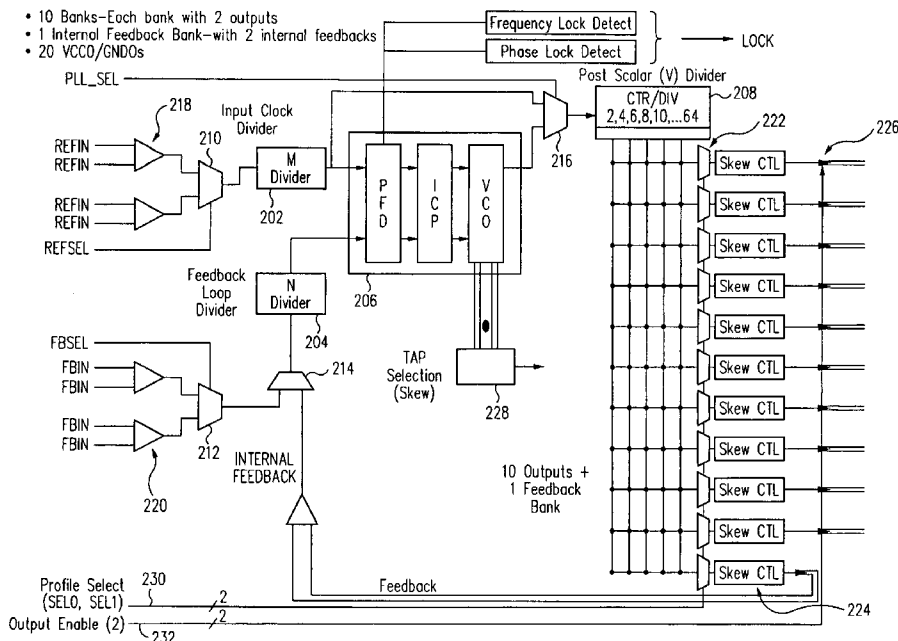 • 10 Banks–Each bank with 2 outputs
• 1 Internal Feedback Bank–with 2 internal feedbacks
• 20 VCCO/GNDOs
Frequency Lock Detect
Phase Lock Detect
LOCK
PLL_SEL
Post Scalar (V) Divider
CTR/DIV
2,4,6,8,10,...64
208
218
210
Input Clock
Divider
REFIN
REFIN
REFIN
REFIN
REFSEL
M
Divider
202
216
222
226
PFD
ICP
VCO
206
Feedback
Loop
Divider
N
Divider
204
FBSEL
FBIN
FBIN
FBIN
FBIN
212
220
214
TAP
Selection
(Skew)
228
INTERNAL
FEEDBACK
10 Outputs +
1 Feedback
Bank
Skew CTL
Skew CTL
Skew CTL
Skew CTL
Skew CTL
Skew CTL
Skew CTL
Skew CTL
Skew CTL
Skew CTL
Skew CTL
224
Feedback
Profile Select
(SEL0, SEL1)
230
2
Output Enable (2)
232
2